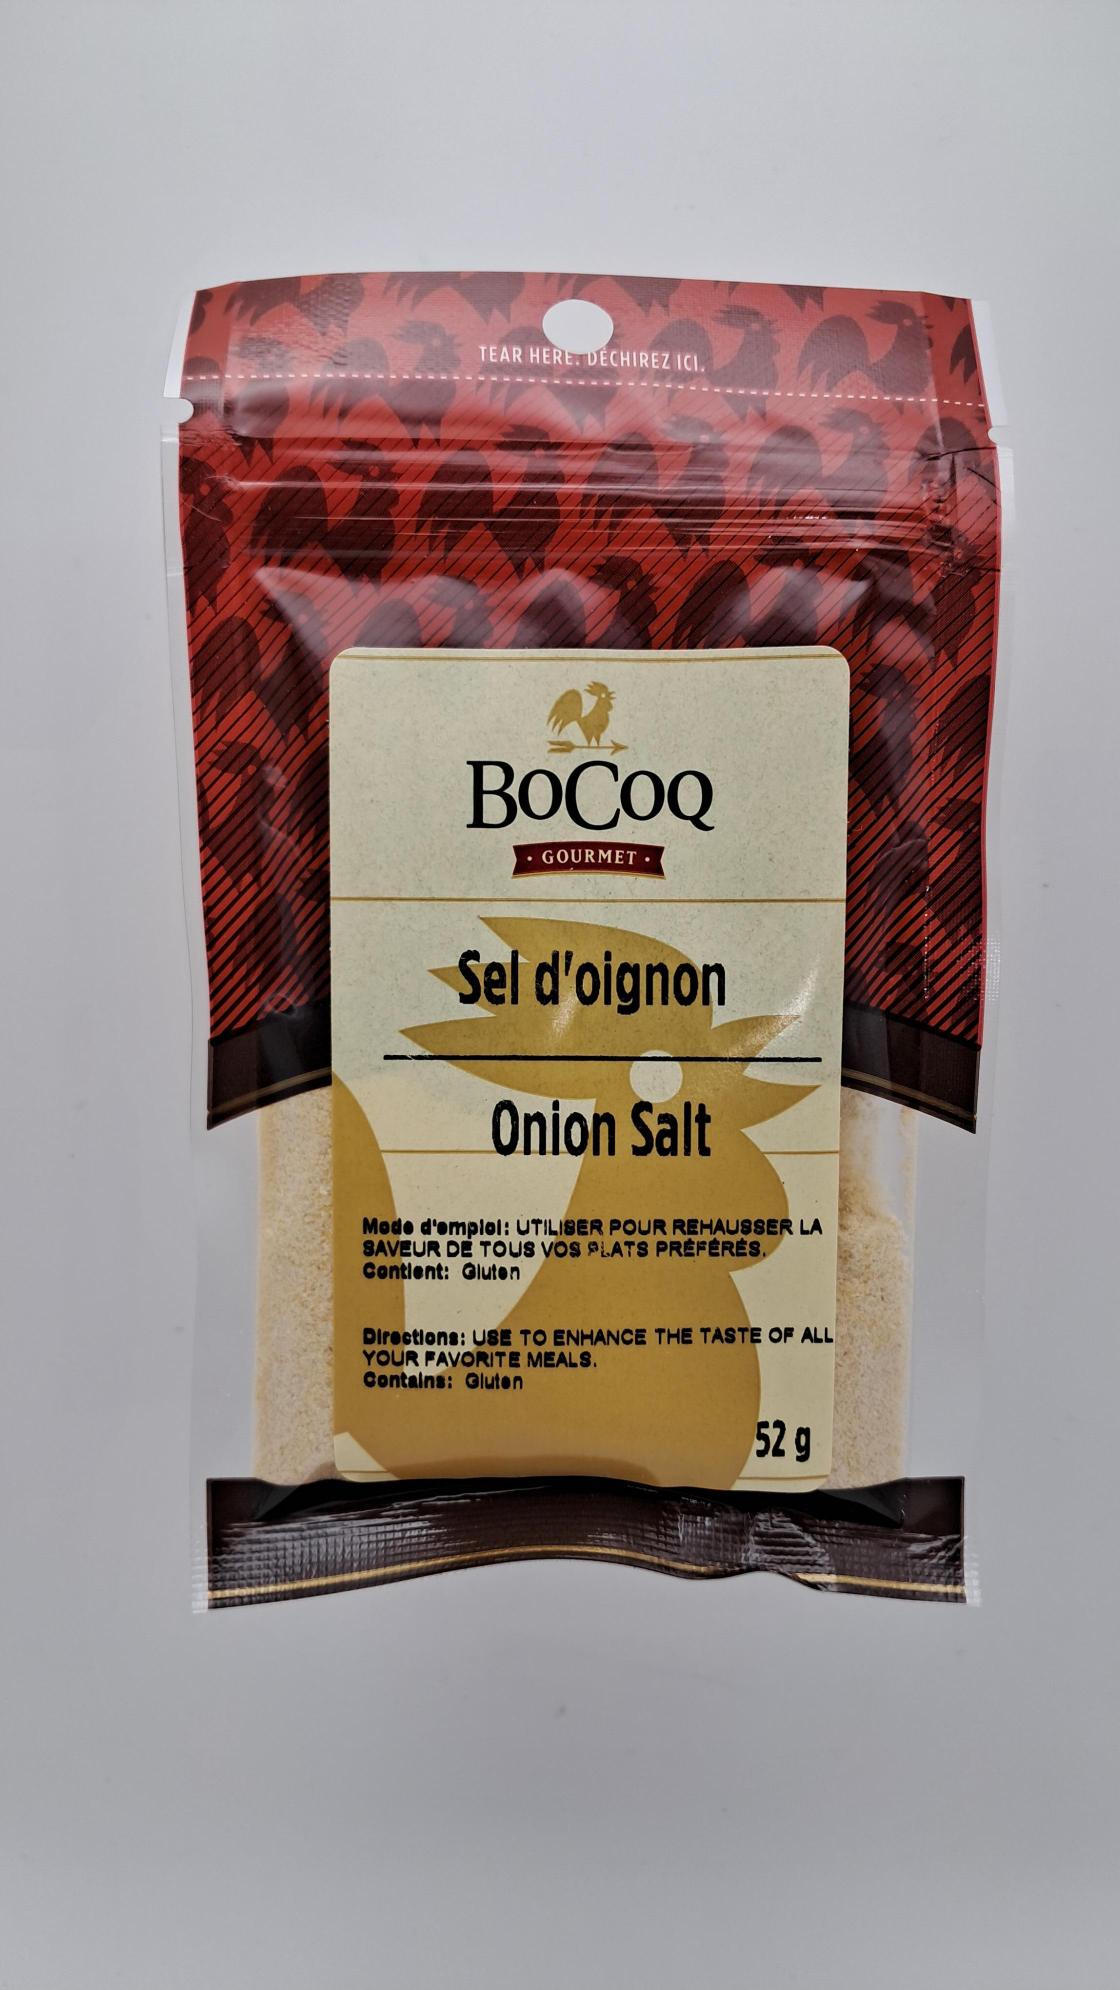 TEAR HERE. DÉCHIREZ ICI.
BOCOQ
· GOURMET ·
Sel d'oignon
Onion Salt
Mode d'emploi: UTILISER POUR REHAUSSER LA
SAVEUR DE TOUS VOS PLATS PRÉFÉRÉS.
Contient: Gluten
Directions: USE TO ENHANCE THE TASTE OF ALL
YOUR FAVORITE MEALS.
Contains: Gluten
52 g